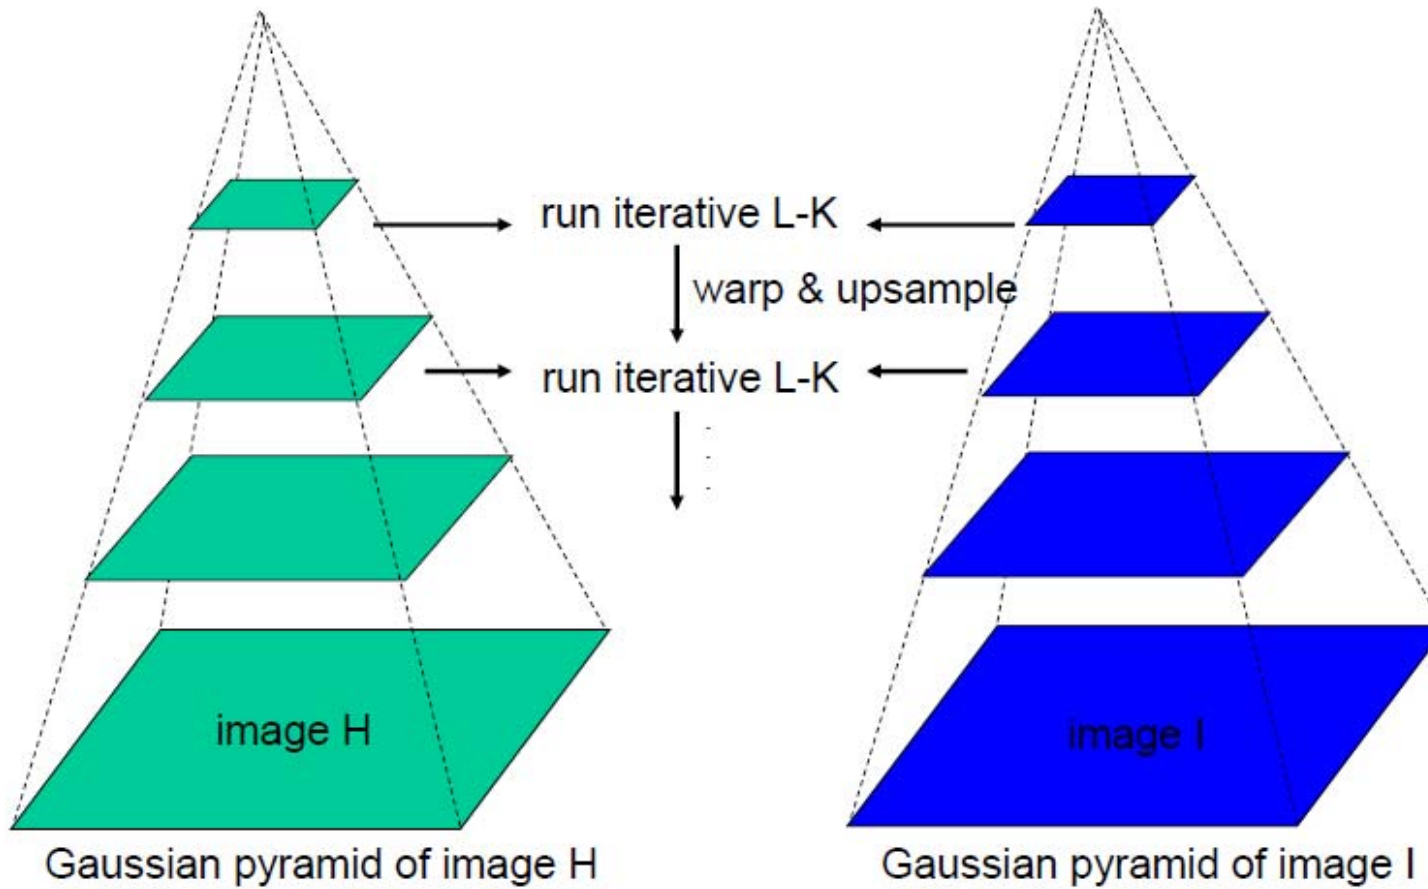 run iterative L-K
warp & upsample
run iterative L-K
image H
image I
Gaussian pyramid of image H
Gaussian pyramid of image I